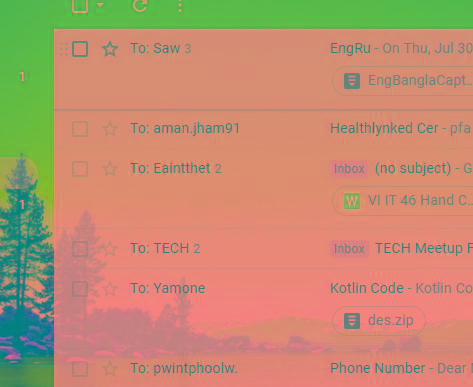 To: Saw 3 EngRu - On Thu, Jul 30
1
EngBanglaCapt...
To: aman.jham91 Healthlynked Cer - pfa
To: Eaintthet 2 Inbox (no subject) - G
1
W VI IT 46 Hand C...
To: TECH 2 Inbox TECH Meetup F
To: Yamone Kotlin Code - Kotlin Co
des.zip
To: pwintphoolw. Phone Number - Dear